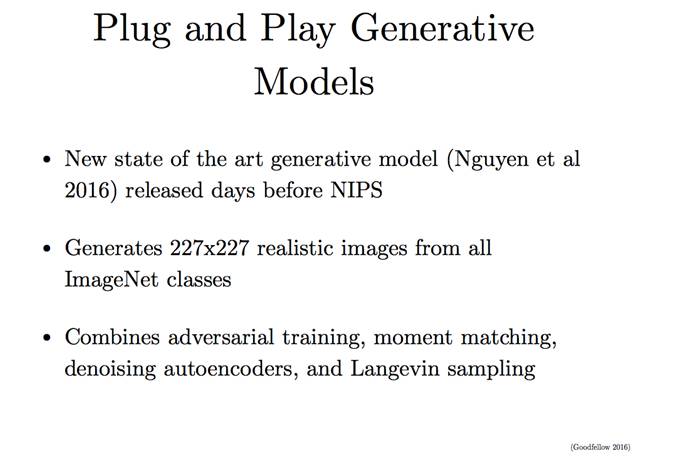 Plug and Play Generative
Models
• New state of the art generative model (Nguyen et al
2016) released days before NIPS
• Generates 227x227 realistic images from all
ImageNet classes
• Combines adversarial training, moment matching,
denoising autoencoders, and Langevin sampling
(Goodfellow 2016)